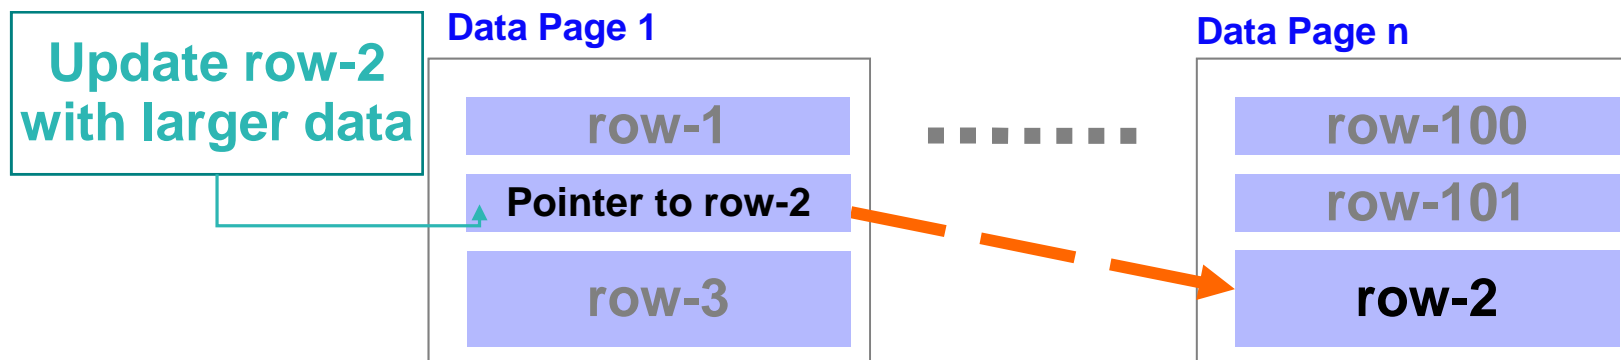 Update row-2
with larger data
Data Page 1
row-1
Pointer to row-2
row-3
Data Page n
row-100
row-101
row-2